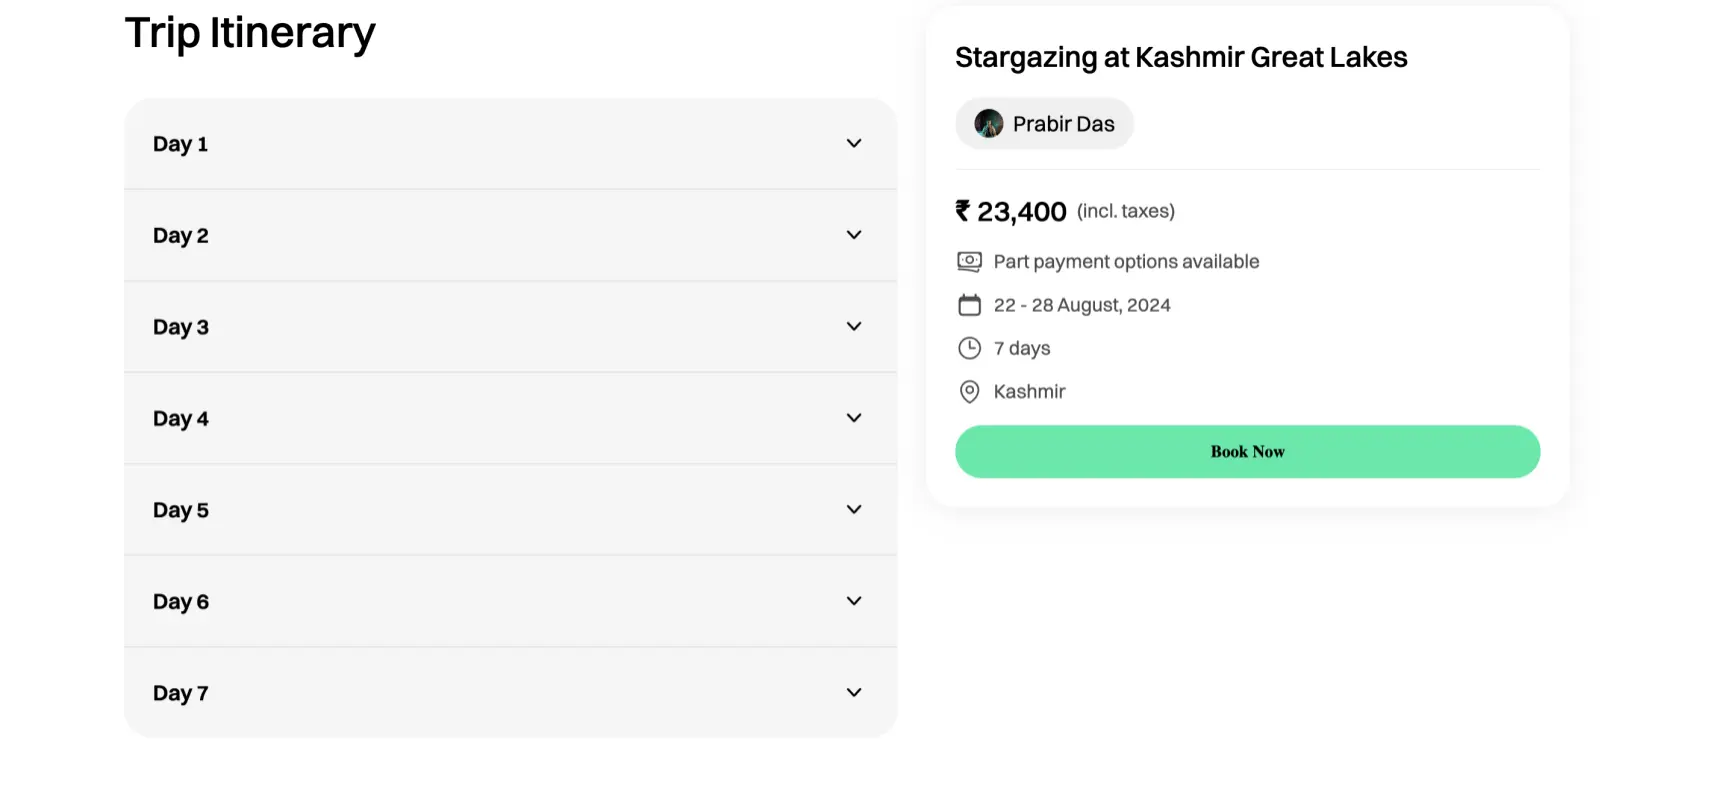 Trip Itinerary
Day 1
Day 2
Day 3
Day 4
Day 5
Day 6
Day 7
Stargazing at Kashmir Great Lakes
Prabir Das
₹ 23,400 (incl. taxes)
Part payment options available
22 - 28 August, 2024
7 days
Kashmir
Book Now